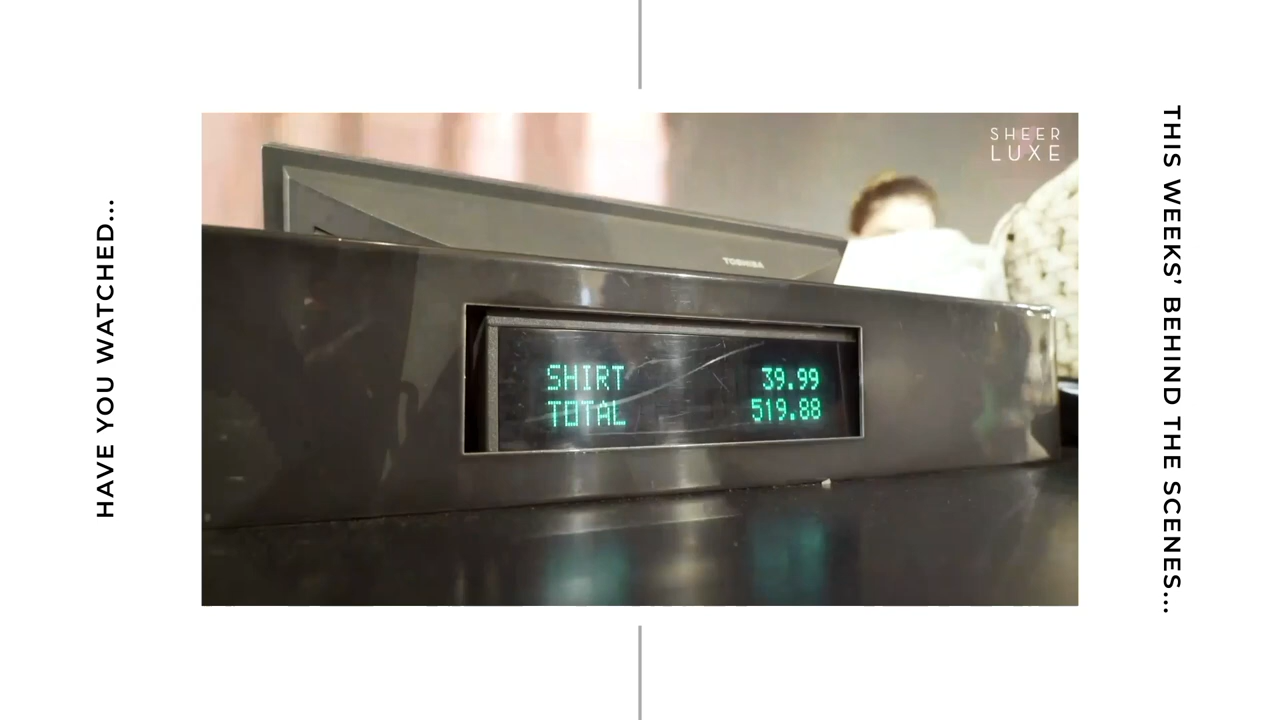 HAVE YOU WATCHED...
SHEER
LUXE
TOSHIBA
SHIRT 39.99
TOTAL 519.88
THIS WEEKS' BEHIND THE SCENES...